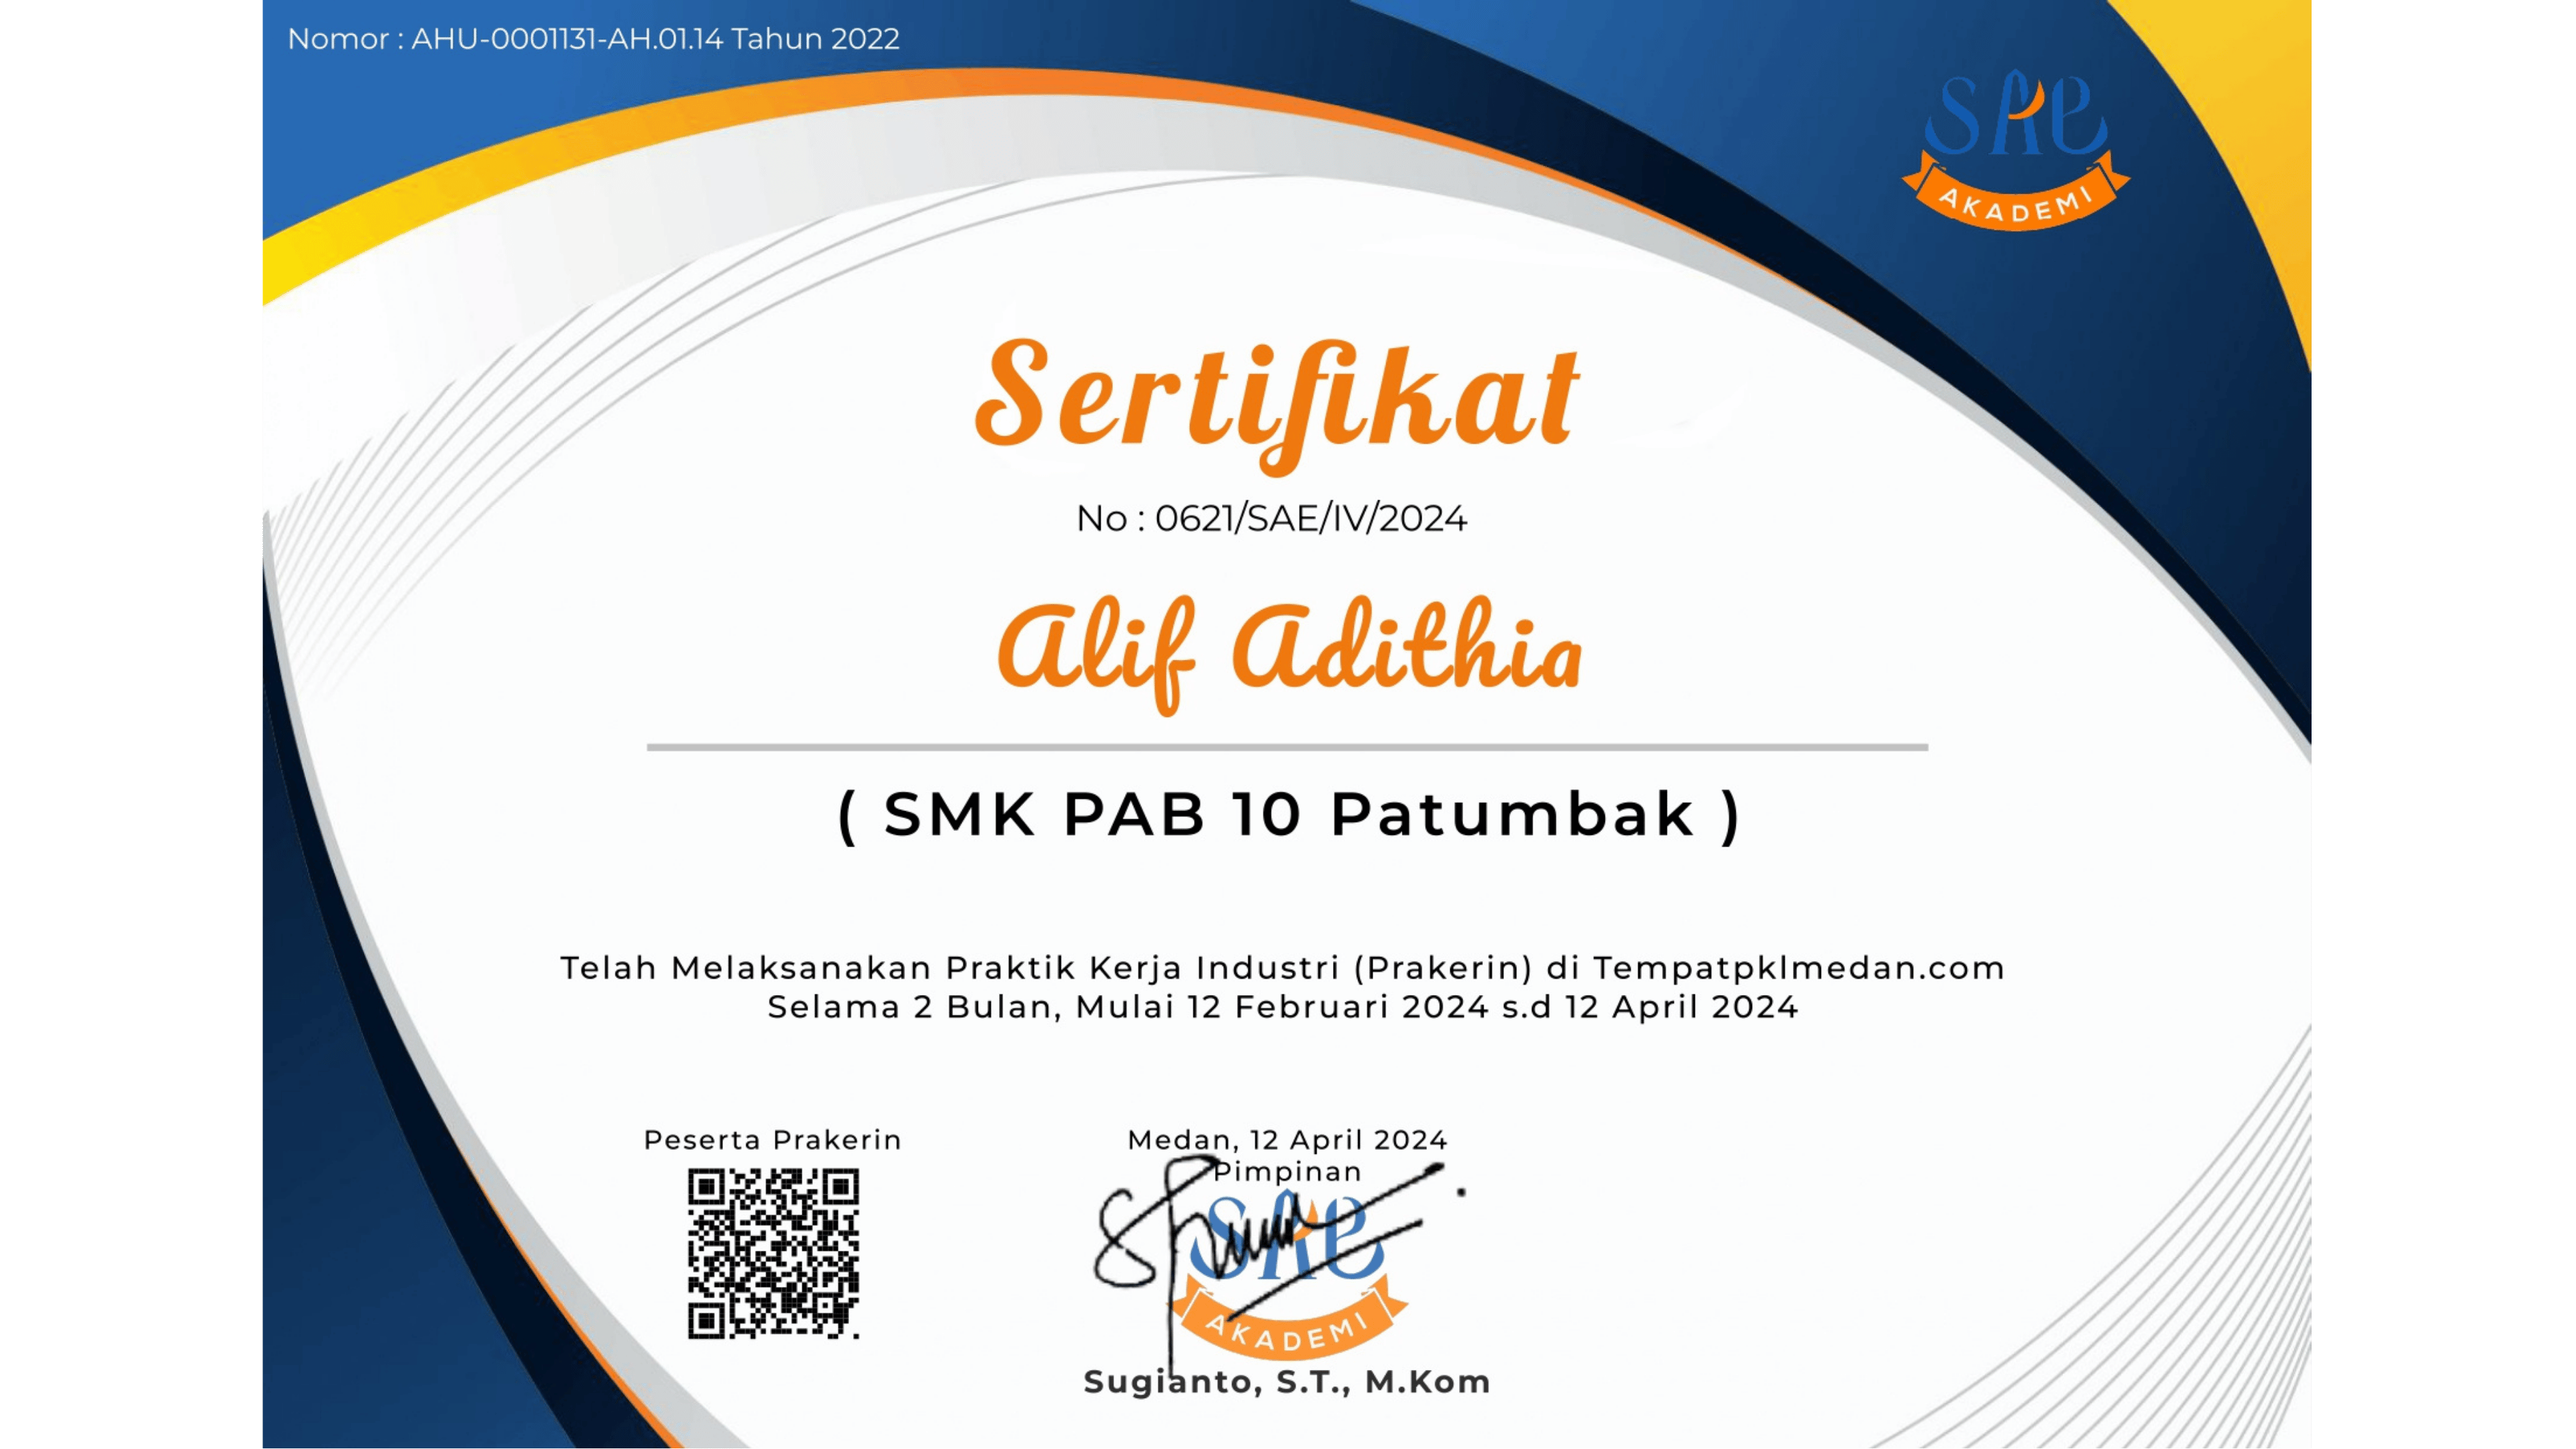 Nomor : AHU-0001131-AH.01.14 Tahun 2022
SAE
AKADEMI
Sertifikat
No : 0621/SAE/IV/2024
Alif Adithia
( SMK PAB 10 Patumbak )
Telah Melaksanakan Praktik Kerja Industri (Prakerin) di Tempatpklmedan.com
Selama 2 Bulan, Mulai 12 Februari 2024 s.d 12 April 2024
Peserta Prakerin
Medan, 12 April 2024
Pimpinan
SAE
AKADEMI
Sugianto, S.T., M.Kom